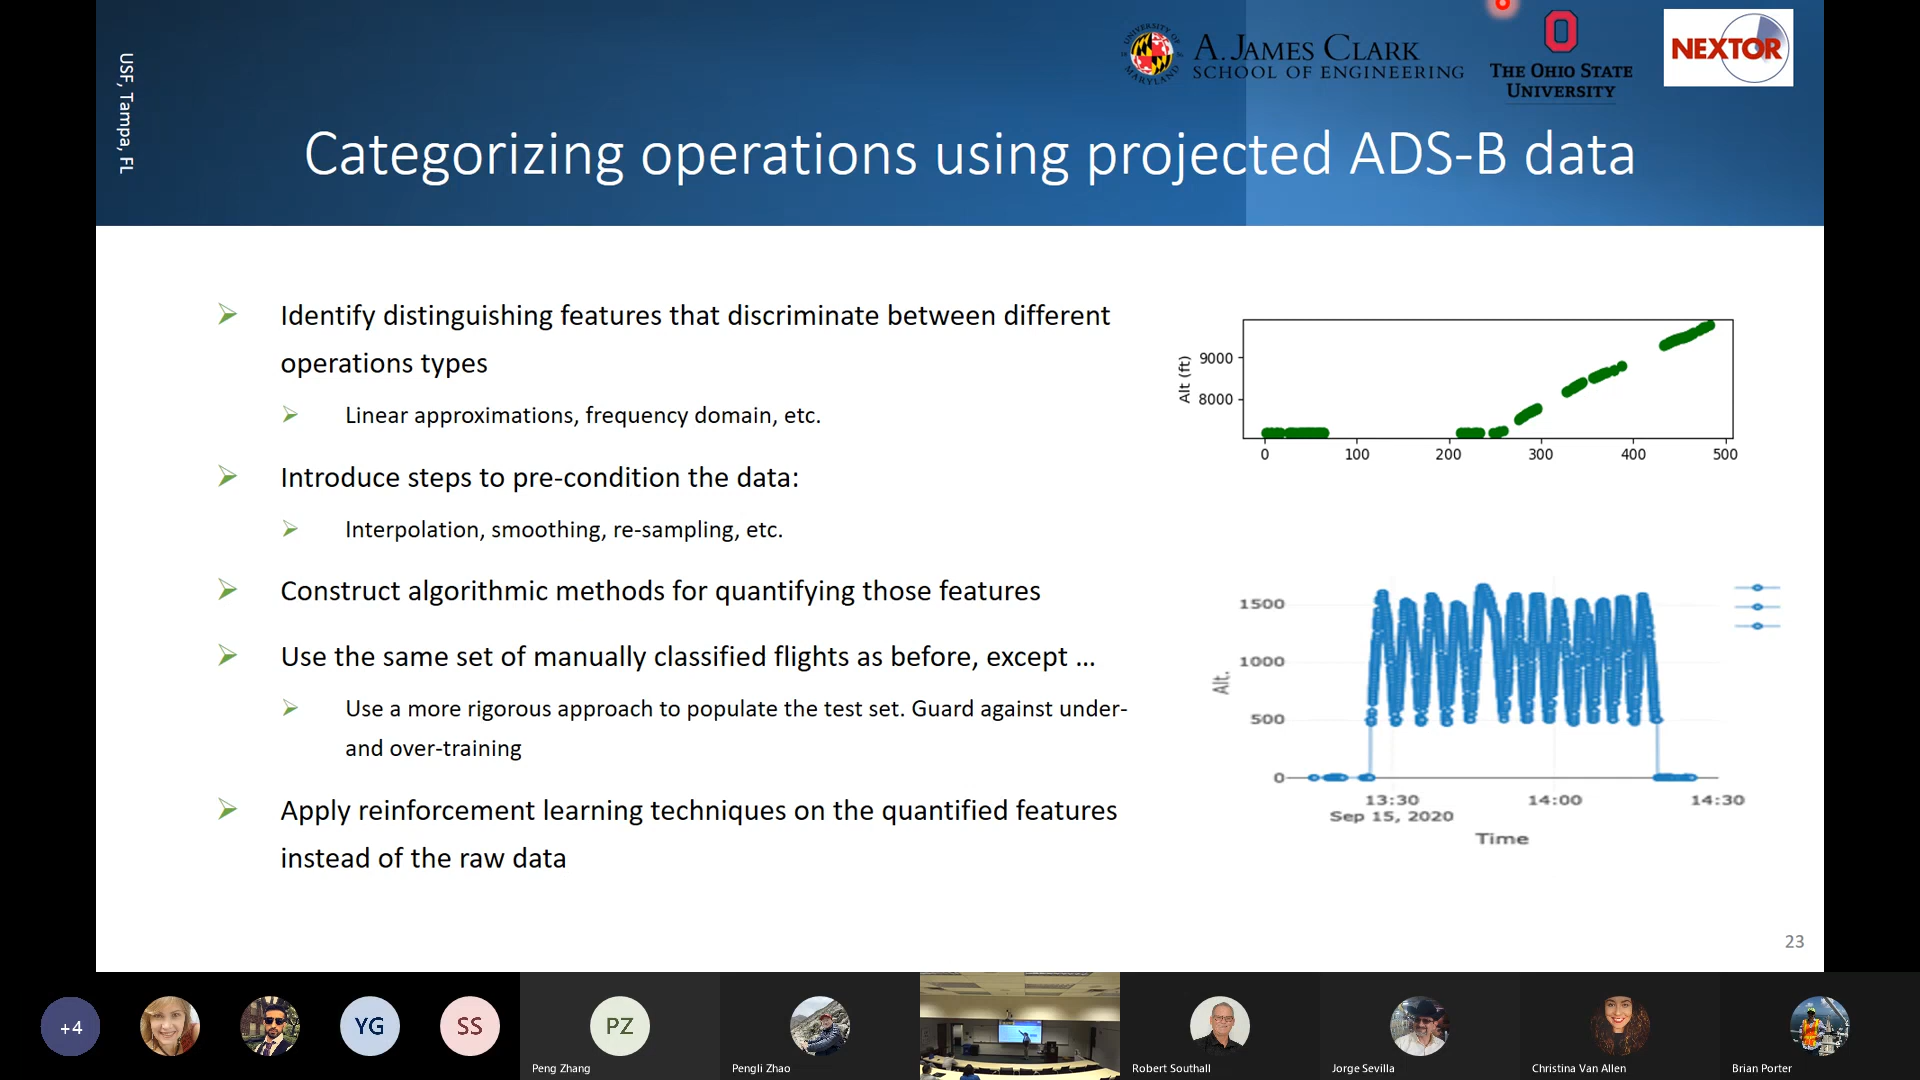 USF, Tampa, FL
UNIVERSITY OF
MARYLAND
A. JAMES CLARK
SCHOOL OF ENGINEERING
THE OHIO STATE
UNIVERSITY
NEXTOR
Categorizing operations using projected ADS-B data
Identify distinguishing features that discriminate between different
operations types
Linear approximations, frequency domain, etc.
Introduce steps to pre-condition the data:
Interpolation, smoothing, re-sampling, etc.
Construct algorithmic methods for quantifying those features
Use the same set of manually classified flights as before, except ...
Use a more rigorous approach to populate the test set. Guard against under-
and over-training
Apply reinforcement learning techniques on the quantified features
instead of the raw data
Alt (ft)
9000
8000
0 100 200 300 400 500
Alt.
1500
1000
500
0
13:30 14:00 14:30
Sep 15, 2020
Time
23
+4
YG
SS
PZ
Peng Zhang
Pengli Zhao
Robert Southall
Jorge Sevilla
Christina Van Allen
Brian Porter